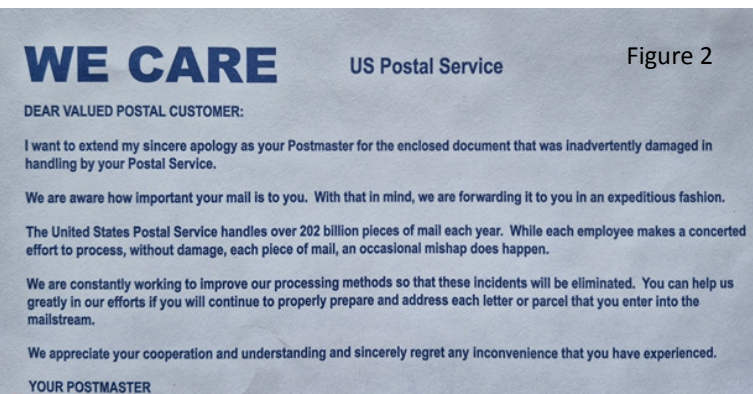 WE CARE US Postal Service Figure 2
DEAR VALUED POSTAL CUSTOMER:
I want to extend my sincere apology as your Postmaster for the enclosed document that was inadvertently damaged in
handling by your Postal Service.
We are aware how important your mail is to you. With that in mind, we are forwarding it to you in an expeditious fashion.
The United States Postal Service handles over 202 billion pieces of mail each year. While each employee makes a concerted
effort to process, without damage, each piece of mail, an occasional mishap does happen.
We are constantly working to improve our processing methods so that these incidents will be eliminated. You can help us
greatly in our efforts if you will continue to properly prepare and address each letter or parcel that you enter into the
mailstream.
We appreciate your cooperation and understanding and sincerely regret any inconvenience that you have experienced.
YOUR POSTMASTER